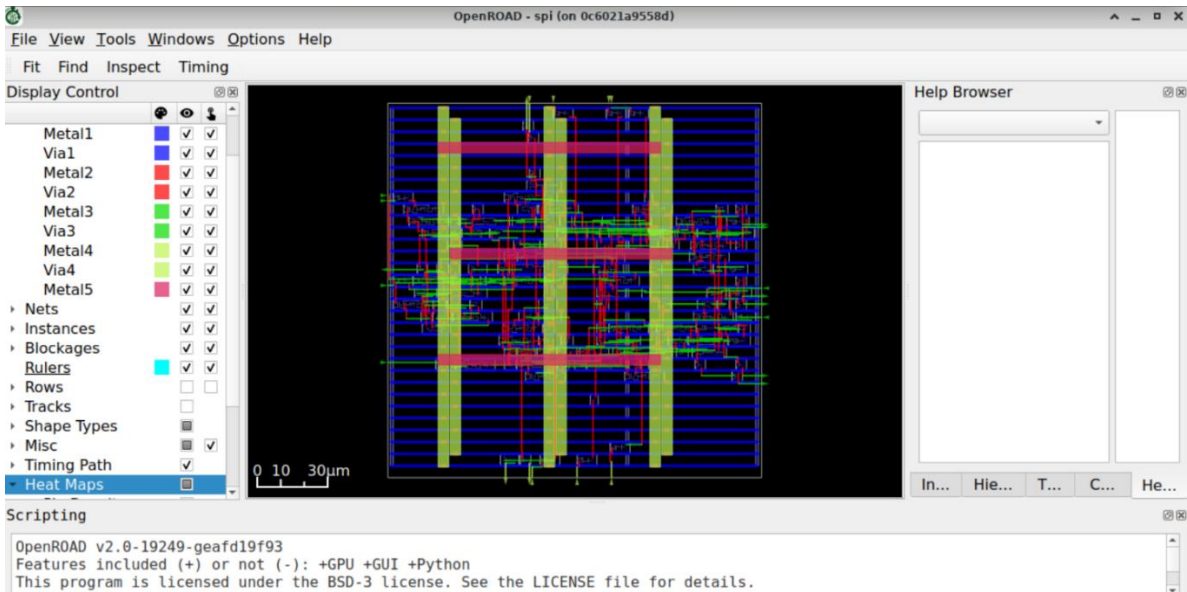 OpenROAD - spi (on 0c6021a9558d)
File View Tools Windows Options Help
Fit Find Inspect Timing
Display Control
Metal1
Via1
Metal2
Via2
Metal3
Via3
Metal4
Via4
Metal5
Nets
Instances
Blockages
Rulers
Rows
Tracks
Shape Types
Misc
Timing Path
Heat Maps
0 10 30μm
Help Browser
In... Hie... T... C... He...
Scripting
OpenROAD v2.0-19249-geafd19f93
Features included (+) or not (-): +GPU +GUI +Python
This program is licensed under the BSD-3 license. See the LICENSE file for details.